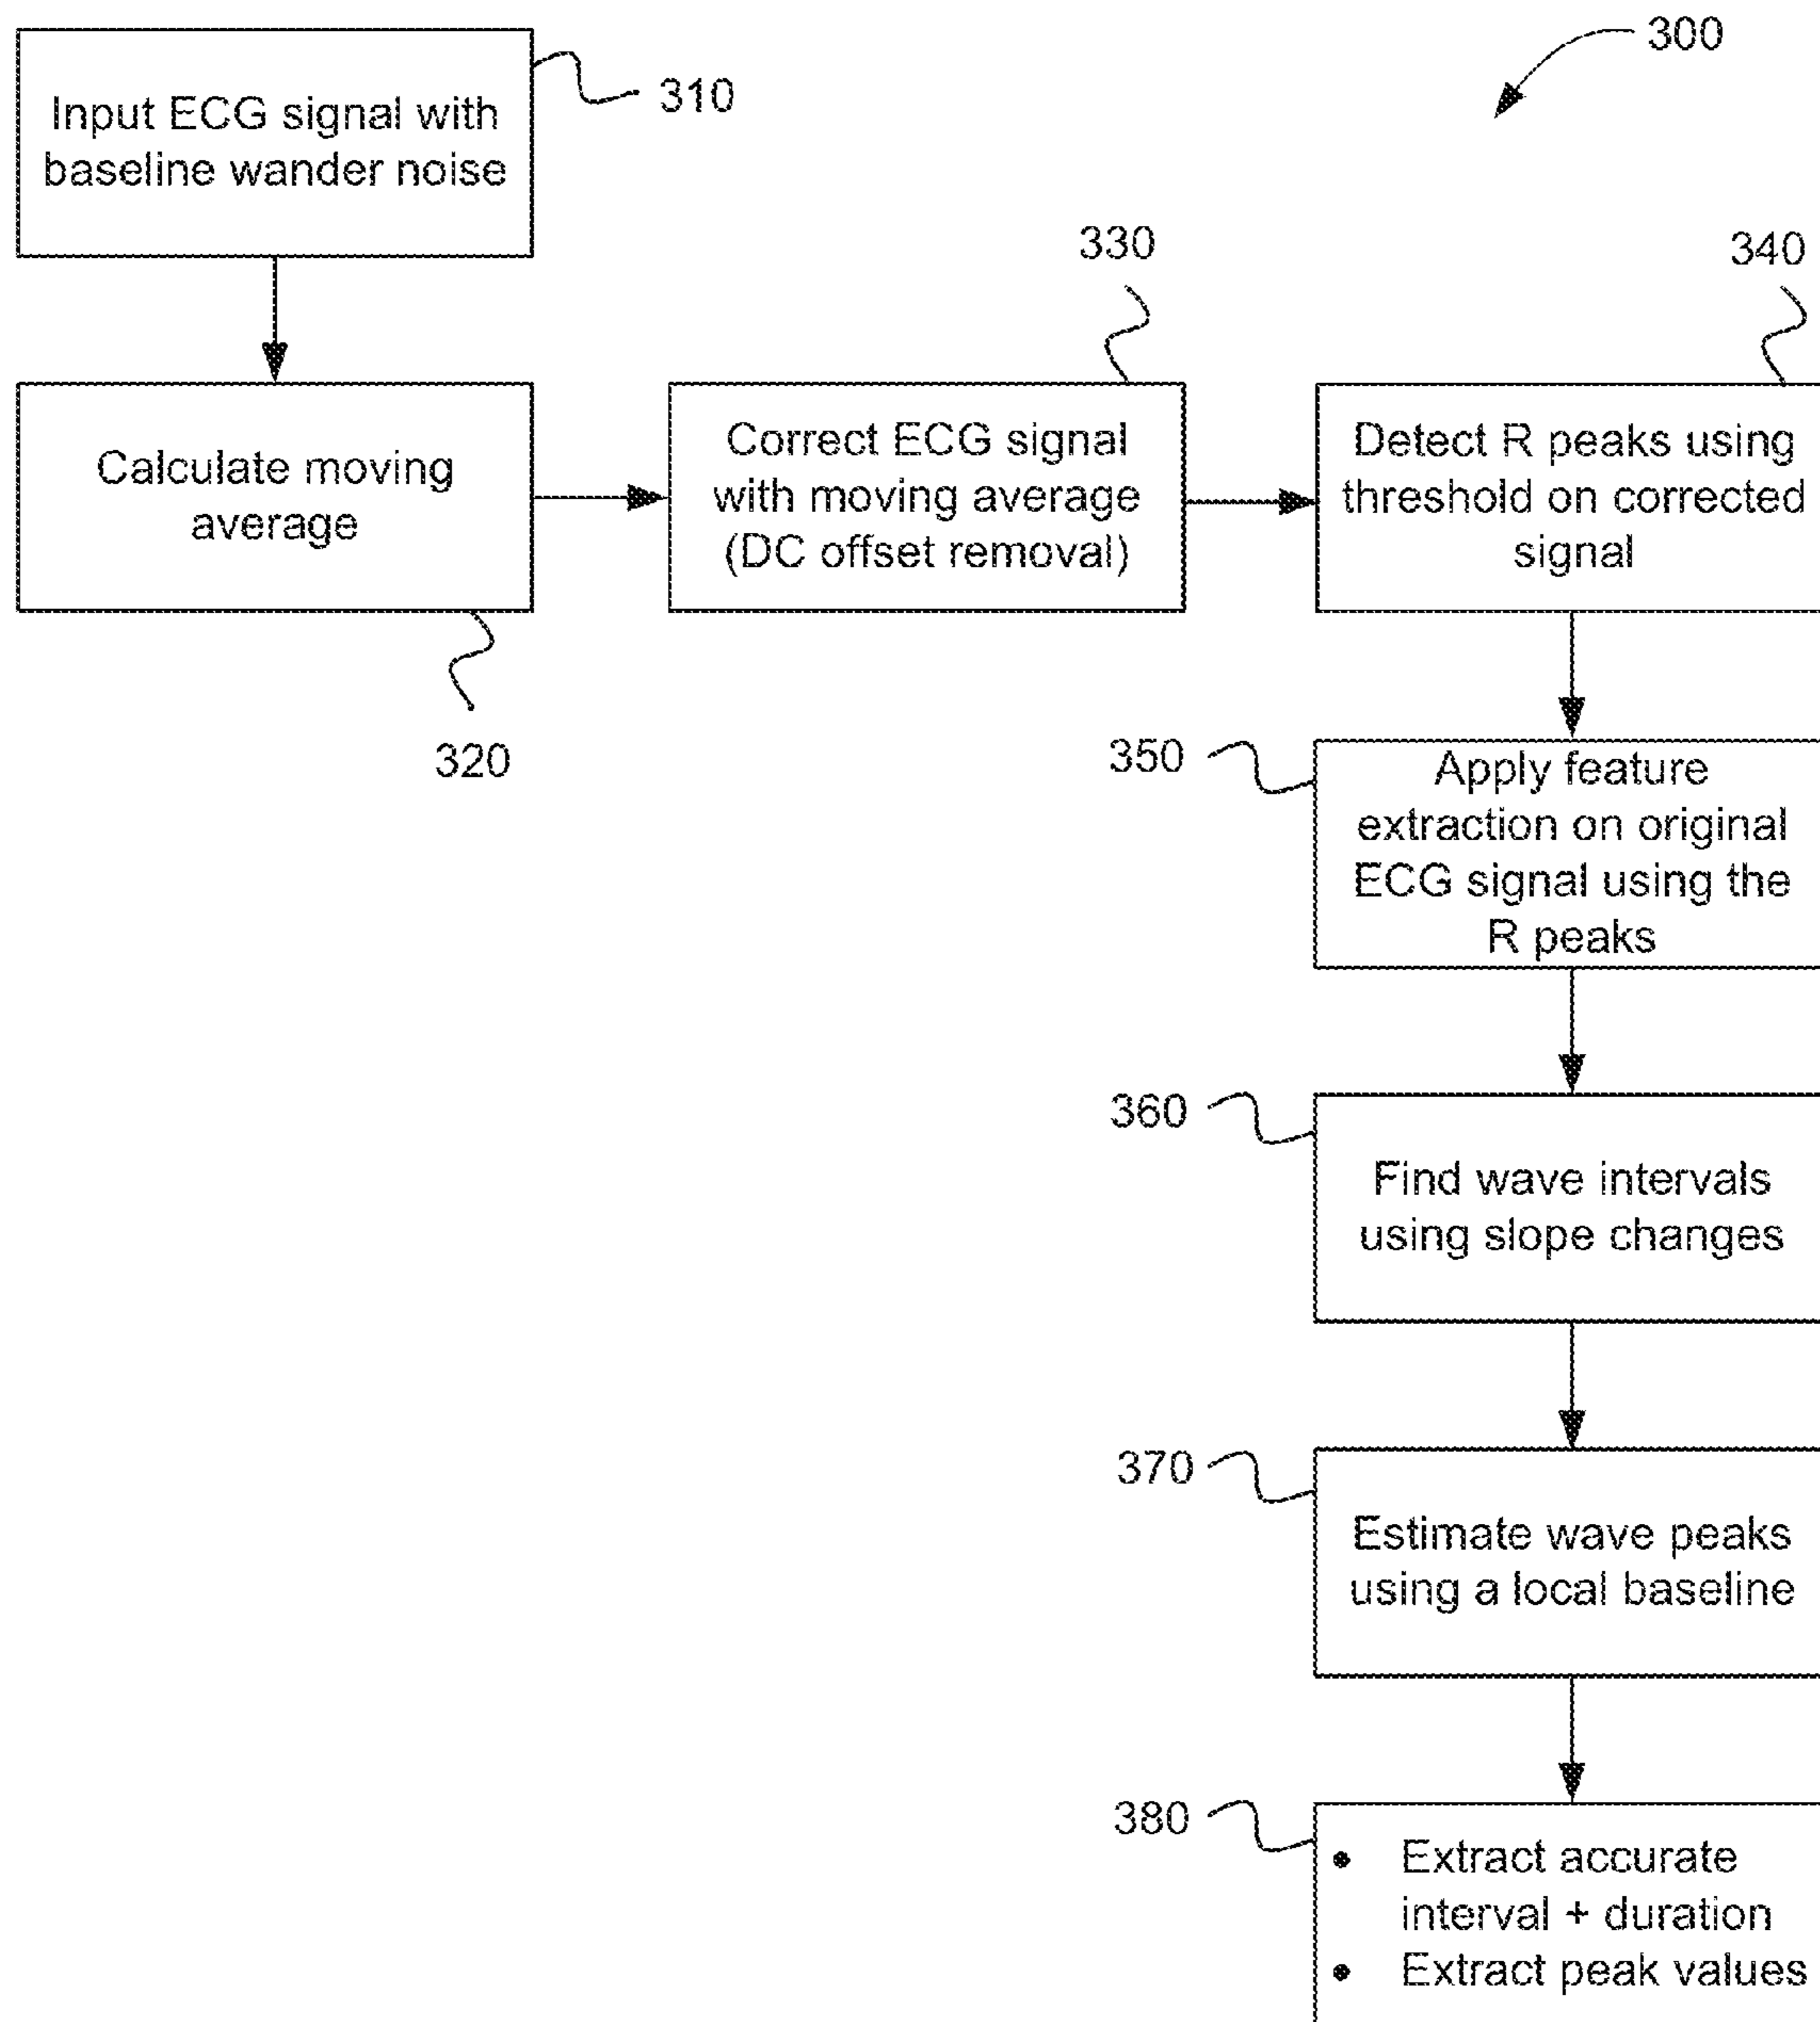 300
Input ECG signal with
baseline wander noise
310
Calculate moving
average
320
330
Correct ECG signal
with moving average
(DC offset removal)
340
Detect R peaks using
threshold on corrected
signal
350
Apply feature
extraction on original
ECG signal using the
R peaks
360
Find wave intervals
using slope changes
370
Estimate wave peaks
using a local baseline
380
• Extract accurate
interval + duration
• Extract peak values